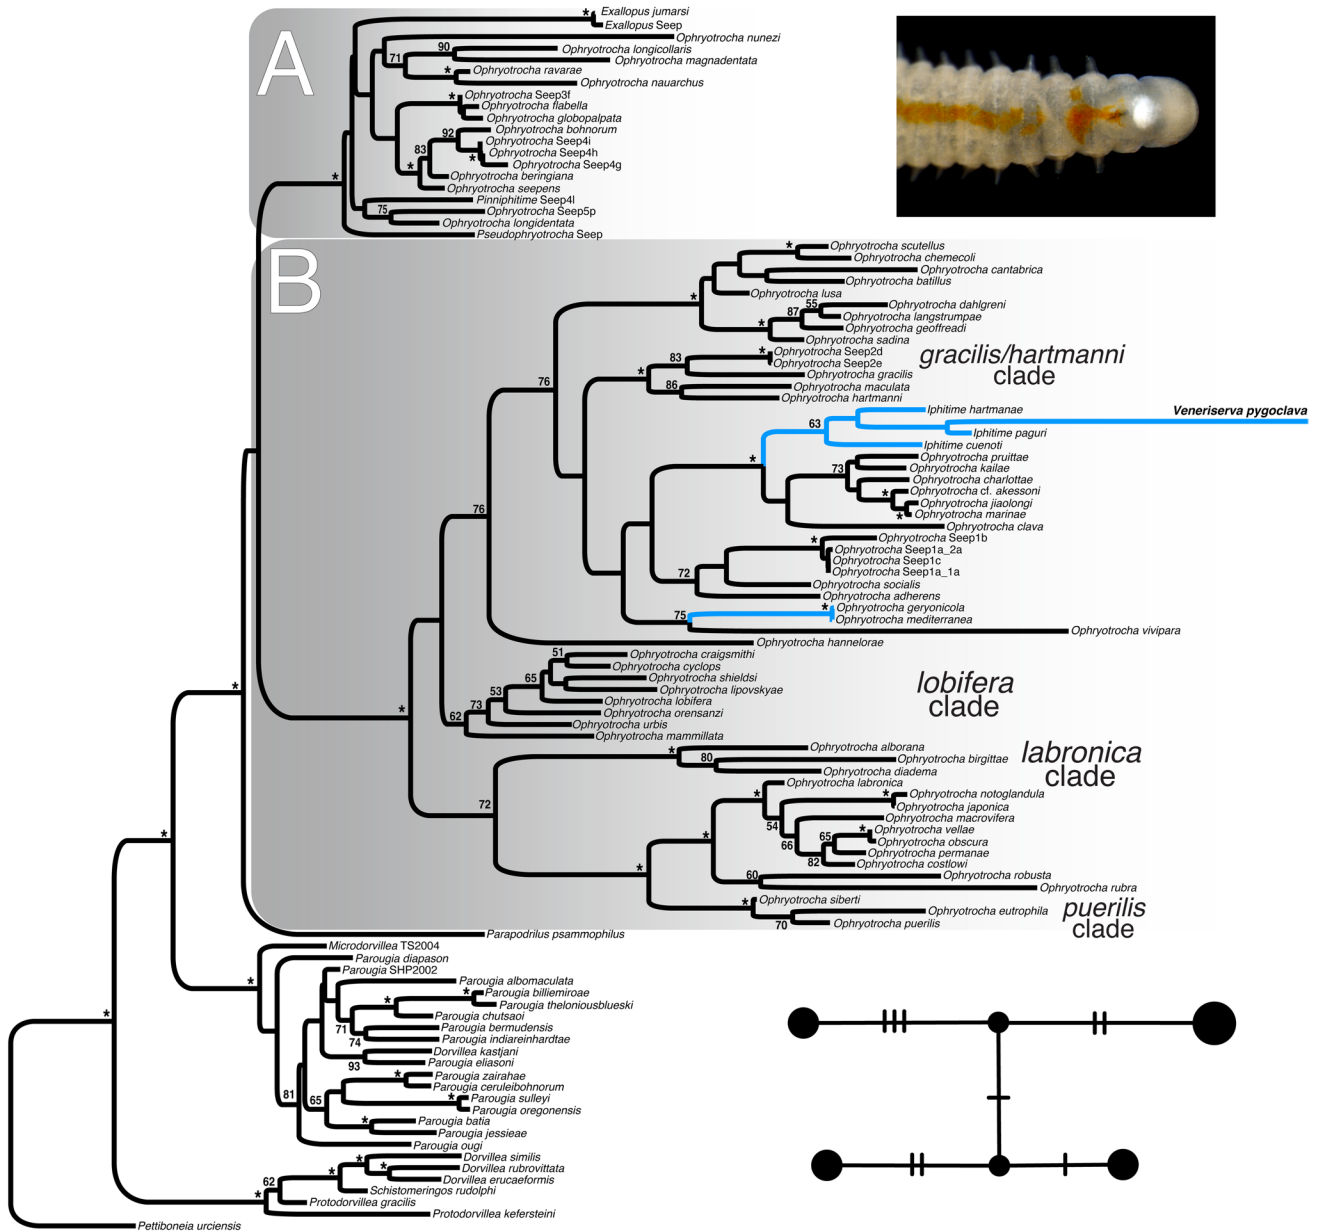 A
Exallopus jumarsi
*
Exallopus Seep
Ophryotrocha nunezi
90
Ophryotrocha longicollaris
71
Ophryotrocha magnadentata
*
Ophryotrocha ravarae
Ophryotrocha nauarchus
*
Ophryotrocha Seep3f
Ophryotrocha flabella
Ophryotrocha globopalpata
Ophryotrocha bohnorum
92
Ophryotrocha Seep4i
83
Ophryotrocha Seep4h
*
Ophryotrocha Seep4g
*
Ophryotrocha beringiana
*
Ophryotrocha seepens
Pinniphitime Seep4l
75
Ophryotrocha Seep5p
Ophryotrocha longidentata
Pseudophryotrocha Seep
B
*
Ophryotrocha scutellus
Ophryotrocha chemecoli
Ophryotrocha cantabrica
Ophryotrocha batillus
*
Ophryotrocha lusa
55
Ophryotrocha dahlgreni
87
Ophryotrocha langstrumpae
*
Ophryotrocha geoffreadi
Ophryotrocha sadina
*
Ophryotrocha Seep2d
83
Ophryotrocha Seep2e
gracilis/hartmanni
clade
*
Ophryotrocha gracilis
76
86
Ophryotrocha maculata
Ophryotrocha hartmanni
Iphitime hartmanae
Veneriserva pygoclava
63
Iphitime paguri
Iphitime cuenoti
*
Ophryotrocha pruittae
73
Ophryotrocha kailae
Ophryotrocha charlottae
*
Ophryotrocha cf. akessoni
Ophryotrocha jiaolongi
*
Ophryotrocha marinae
76
Ophryotrocha clava
*
Ophryotrocha Seep1b
Ophryotrocha Seep1a_2a
Ophryotrocha Seep1c
72
Ophryotrocha Seep1a_1a
Ophryotrocha socialis
Ophryotrocha adherens
*
Ophryotrocha geryonicola
75
Ophryotrocha mediterranea
Ophryotrocha vivipara
Ophryotrocha hannelorae
51
Ophryotrocha craigsmithi
Ophryotrocha cyclops
65
Ophryotrocha shieldsi
*
53
Ophryotrocha lipovskyae
lobifera
clade
73
Ophryotrocha lobifera
62
Ophryotrocha orensanzi
*
Ophryotrocha urbis
Ophryotrocha mammillata
*
Ophryotrocha alborana
80
Ophryotrocha birgittae
labronica
clade
Ophryotrocha diadema
Ophryotrocha labronica
*
*
Ophryotrocha notoglandula
72
Ophryotrocha japonica
54
Ophryotrocha macrovifera
*
*
Ophryotrocha vellae
65
Ophryotrocha obscura
66
Ophryotrocha permanae
82
Ophryotrocha costlowi
*
60
Ophryotrocha robusta
Ophryotrocha rubra
*
Ophryotrocha siberti
Ophryotrocha eutrophila
70
Ophryotrocha puerilis
puerilis
clade
*
Parapodrilus psammophilus
Microdorvillea TS2004
Parapougia diapason
Parougia SHP2002
*
Parougia albomaculata
*
Parougia billiemiroae
*
Parougia theloniousblueski
Parougia chutsaoi
71
Parougia bermudensis
74
Parougia indiareinhardtae
*
Dorvillea kastjani
93
Parougia eliasoni
*
Parougia zairahae
Parougia ceruleibohnorum
81
65
*
Parougia sulleyi
Parougia oregonensis
*
Parougia batia
Parougia jessieae
Parougia ougi
*
Dorvillea similis
*
*
Dorvillea rubrovittata
62
Dorvillea erucaeformis
*
Schistomeringos rudolphi
Protodorvillea gracilis
Protodorvillea kefersteini
Pettiboneia urciensis